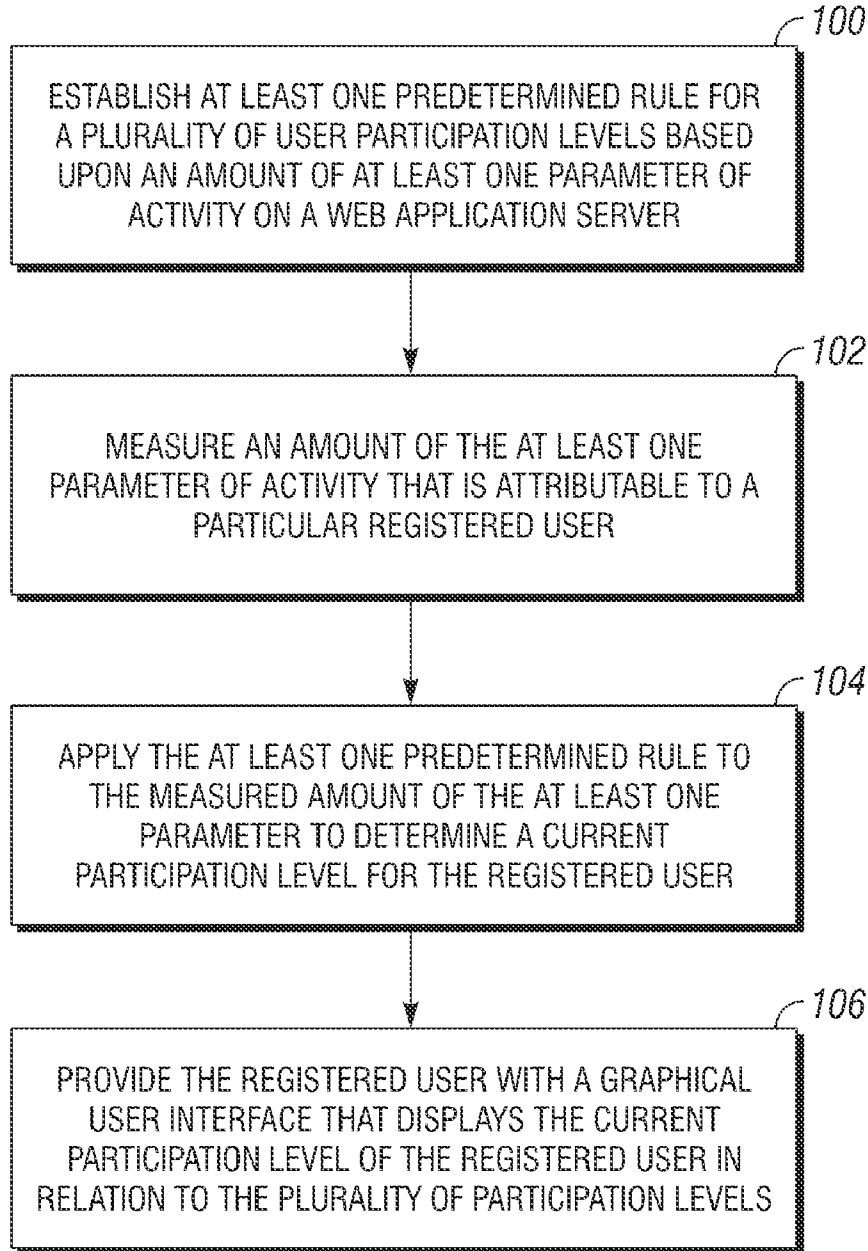 100
ESTABLISH AT LEAST ONE PREDETERMINED RULE FOR
A PLURALITY OF USER PARTICIPATION LEVELS BASED
UPON AN AMOUNT OF AT LEAST ONE PARAMETER OF
ACTIVITY ON A WEB APPLICATION SERVER
102
MEASURE AN AMOUNT OF THE AT LEAST ONE
PARAMETER OF ACTIVITY THAT IS ATTRIBUTABLE TO A
PARTICULAR REGISTERED USER
104
APPLY THE AT LEAST ONE PREDETERMINED RULE TO
THE MEASURED AMOUNT OF THE AT LEAST ONE
PARAMETER TO DETERMINE A CURRENT
PARTICIPATION LEVEL FOR THE REGISTERED USER
106
PROVIDE THE REGISTERED USER WITH A GRAPHICAL
USER INTERFACE THAT DISPLAYS THE CURRENT
PARTICIPATION LEVEL OF THE REGISTERED USER IN
RELATION TO THE PLURALITY OF PARTICIPATION LEVELS